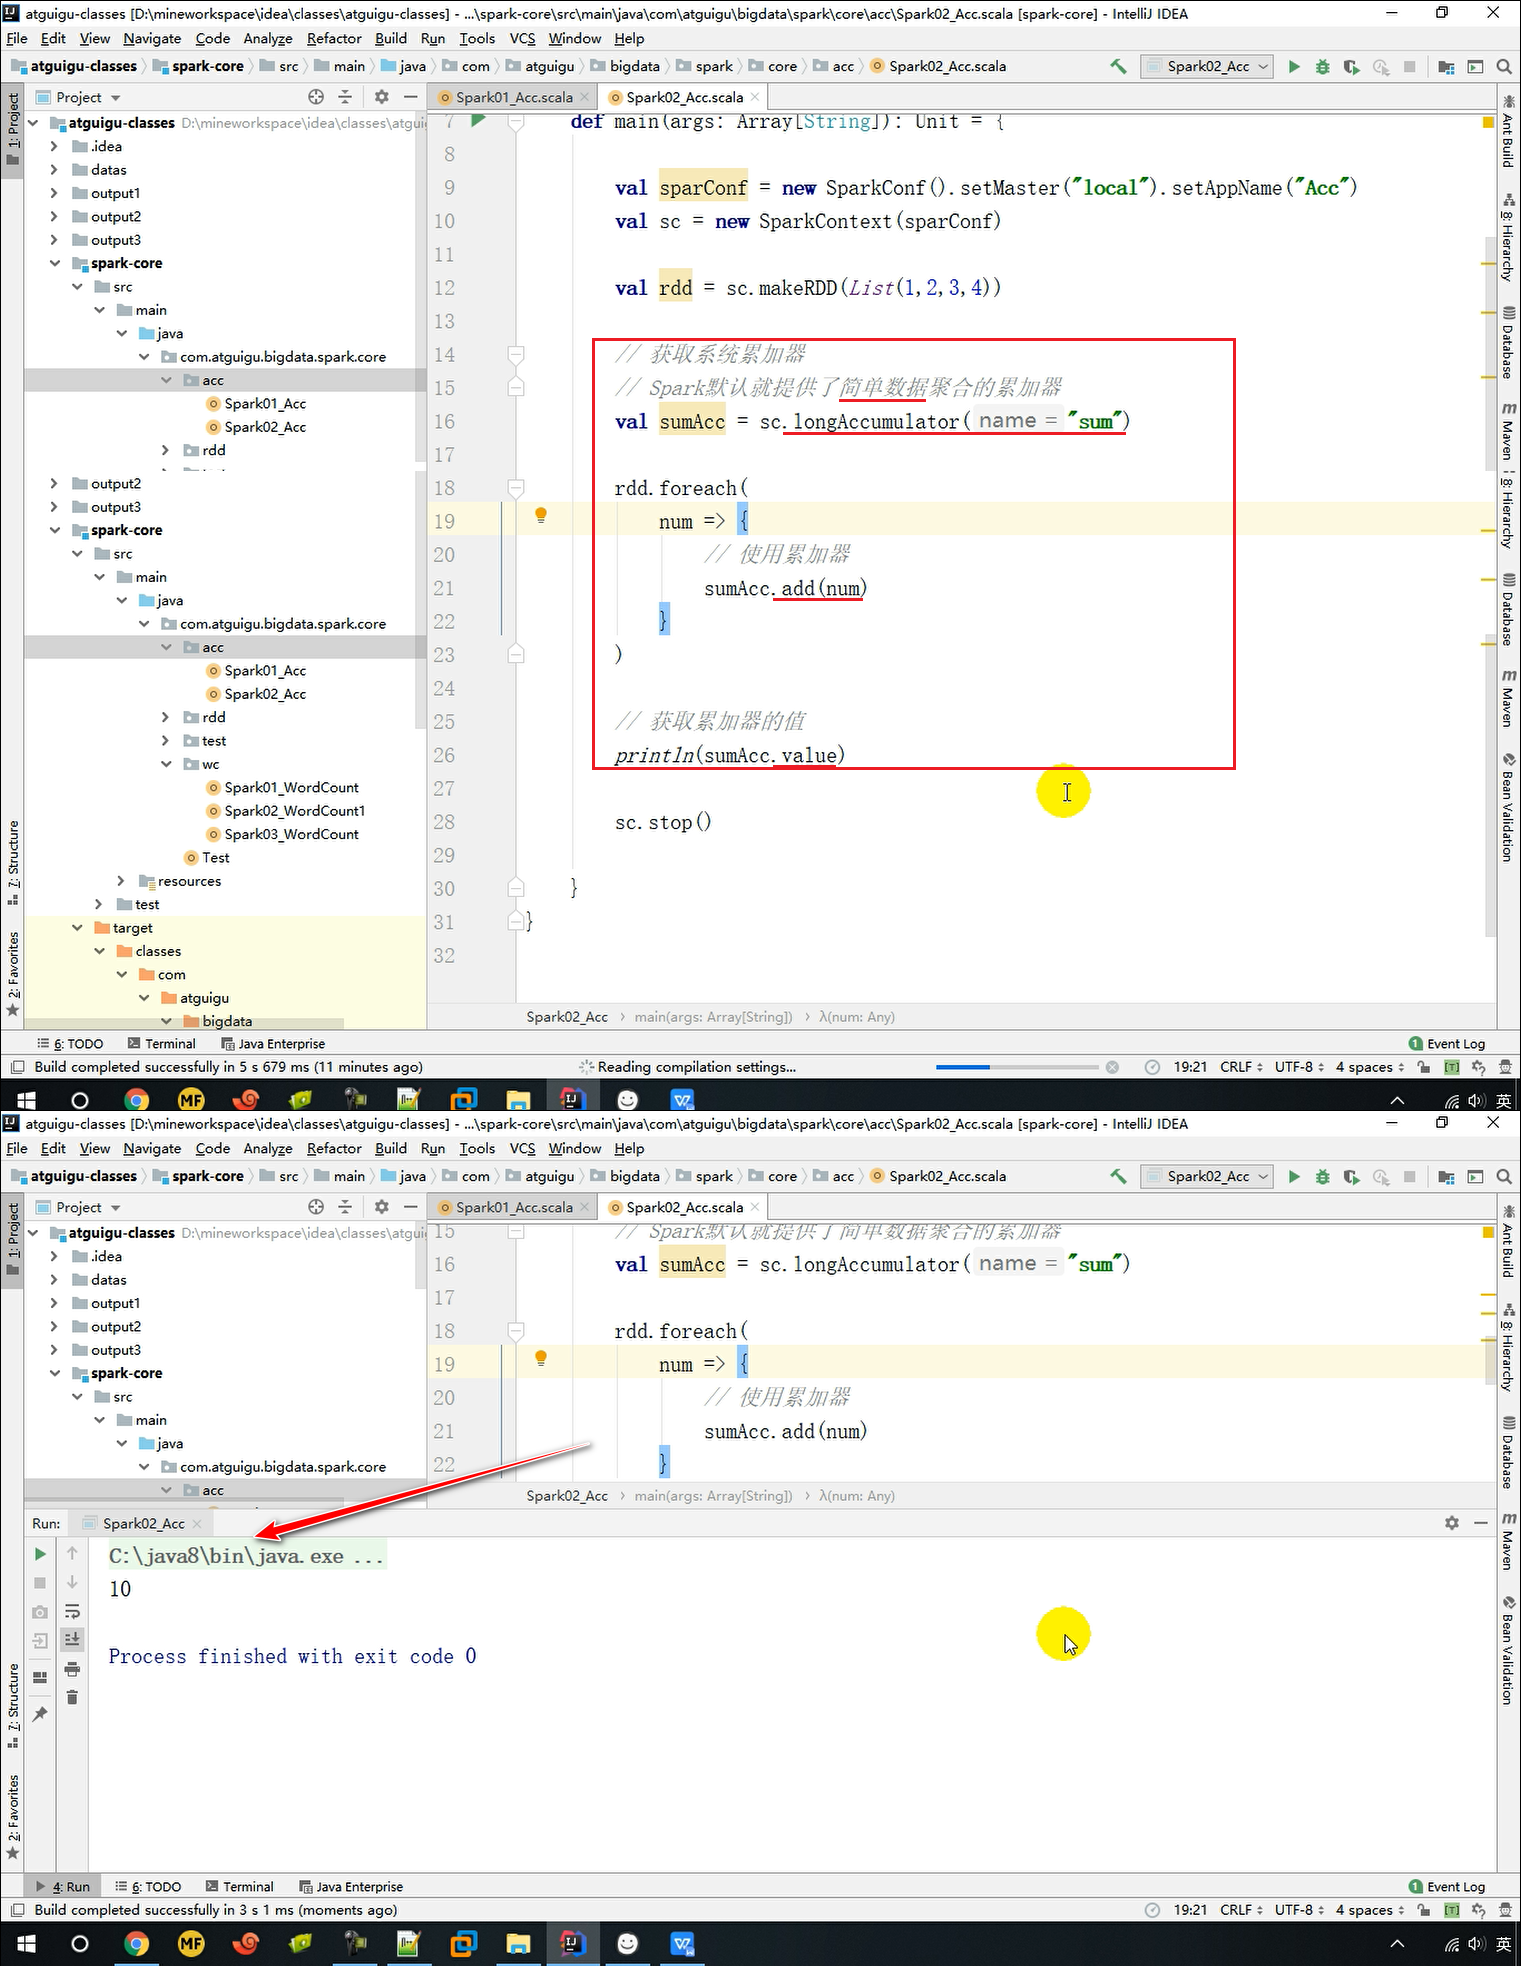 atguigu-classes [D:\mineworkspace\idea\classes\atguigu-classes] - ...\spark-core\src\main\java\com\atguigu\bigdata\spark\core\acc\Spark02_Acc.scala [spark-core] - IntelliJ IDEA
File Edit View Navigate Code Analyze Refactor Build Run Tools VCS Window Help
atguigu-classes spark-core src main java com atguigu bigdata spark core acc Spark02_Acc.scala Spark02_Acc
1: Project
Project
Spark01_Acc.scala
Spark02_Acc.scala
atguigu-classes D:\mineworkspace\idea\classes\atgui
.idea
datas
output1
output2
output3
spark-core
src
main
java
com.atguigu.bigdata.spark.core
acc
Spark01_Acc
Spark02_Acc
rdd
output2
output3
spark-core
src
main
java
com.atguigu.bigdata.spark.core
acc
Spark01_Acc
Spark02_Acc
rdd
test
wc
Spark01_WordCount
Spark02_WordCount1
Spark03_WordCount
Test
resources
test
target
classes
com
atguigu
bigdata
7: Structure
2: Favorites
7 def main(args: Array[String]): Unit = {
8
9 val sparConf = new SparkConf().setMaster("local").setAppName("Acc")
10 val sc = new SparkContext(sparConf)
11
12 val rdd = sc.makeRDD(List(1,2,3,4))
13
14 // 获取系统累加器
15 // Spark默认就提供了简单数据聚合的累加器
16 val sumAcc = sc.longAccumulator( name = "sum")
17
18 rdd.foreach(
19 num => {
20 // 使用累加器
21 sumAcc.add(num)
22 }
23 )
24
25 // 获取累加器的值
26 println(sumAcc.value)
27
28 sc.stop()
29
30 }
31 }
32
Spark02_Acc main(args: Array[String]) λ(num: Any)
Ant Build
8: Hierarchy
Database
Maven
8: Hierarchy
Database
Maven
Bean Validation
6: TODO Terminal Java Enterprise 1 Event Log
Build completed successfully in 5 s 679 ms (11 minutes ago) Reading compilation settings... 19:21 CRLF UTF-8 4 spaces [T]
MF 英
atguigu-classes [D:\mineworkspace\idea\classes\atguigu-classes] - ...\spark-core\src\main\java\com\atguigu\bigdata\spark\core\acc\Spark02_Acc.scala [spark-core] - IntelliJ IDEA
File Edit View Navigate Code Analyze Refactor Build Run Tools VCS Window Help
atguigu-classes spark-core src main java com atguigu bigdata spark core acc Spark02_Acc.scala Spark02_Acc
1: Project
Project
Spark01_Acc.scala
Spark02_Acc.scala
atguigu-classes D:\mineworkspace\idea\classes\atgui
.idea
datas
output1
output2
output3
spark-core
src
main
java
com.atguigu.bigdata.spark.core
acc
15 // Spark默认就提供了简单数据聚合的累加器
16 val sumAcc = sc.longAccumulator( name = "sum")
17
18 rdd.foreach(
19 num => {
20 // 使用累加器
21 sumAcc.add(num)
22 }
Spark02_Acc main(args: Array[String]) λ(num: Any)
Run: Spark02_Acc
C:\java8\bin\java.exe ...
10
Process finished with exit code 0
7: Structure
2: Favorites
Ant Build
8: Hierarchy
Database
Maven
Bean Validation
4: Run 6: TODO Terminal Java Enterprise 1 Event Log
Build completed successfully in 3 s 1 ms (moments ago) 19:21 CRLF UTF-8 4 spaces [T]
MF 英